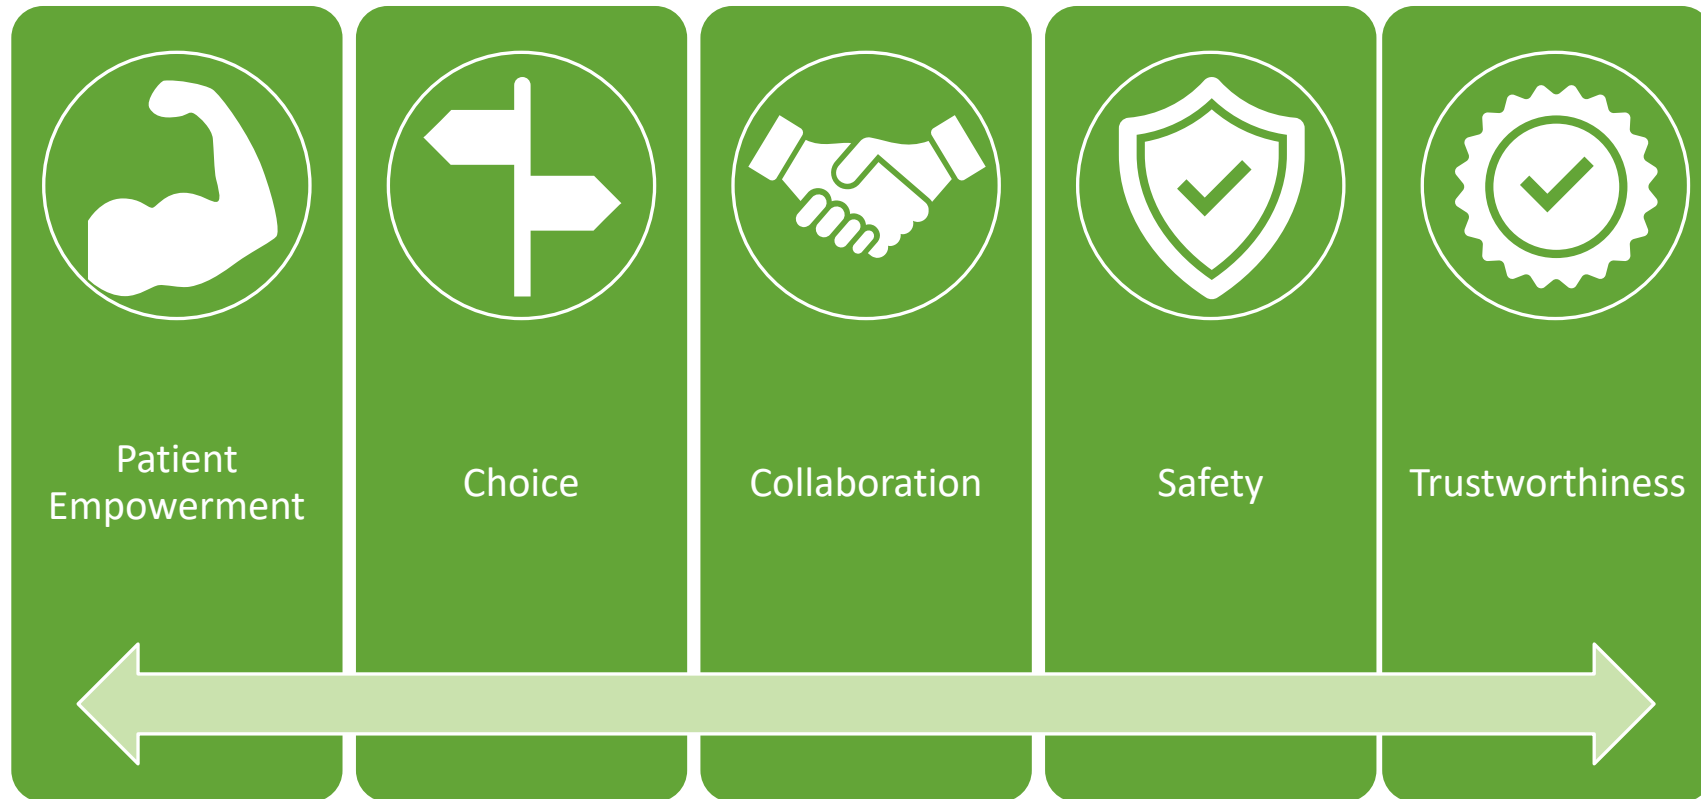 Patient
Empowerment
Choice
Collaboration
Safety
Trustworthiness